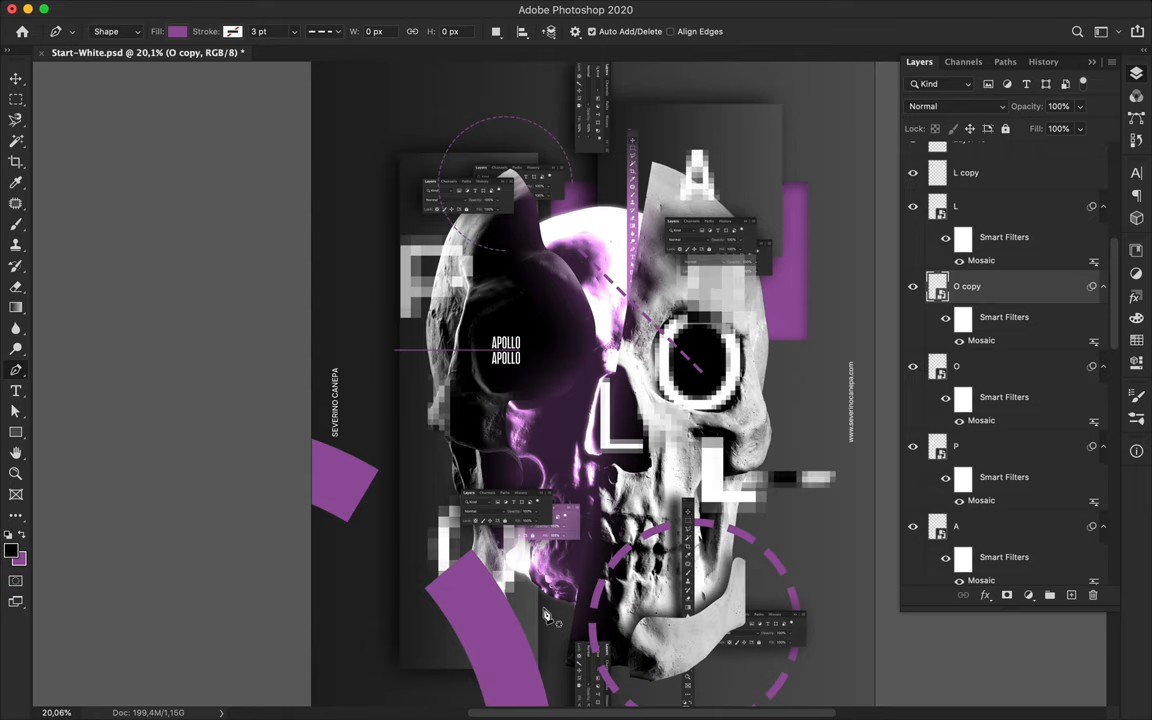 Adobe Photoshop 2020
Shape Fill: Stroke: 3 pt W: 0 px H: 0 px Auto Add/Delete Align Edges
Start-White.psd @ 20,1% (O copy, RGB/8) *
Layers Channels Paths History
Kind
Normal Opacity: 100%
Lock: Fill: 100%
L copy
L
Smart Filters
Mosaic
O copy
Smart Filters
Mosaic
O
Smart Filters
Mosaic
P
Smart Filters
Mosaic
A
Smart Filters
Mosaic
A
P
O
L
L
APOLLO
APOLLO
SEVERINO CANEPA
www.severinocanepa.com
20,06% Doc: 199,4M/1,15G